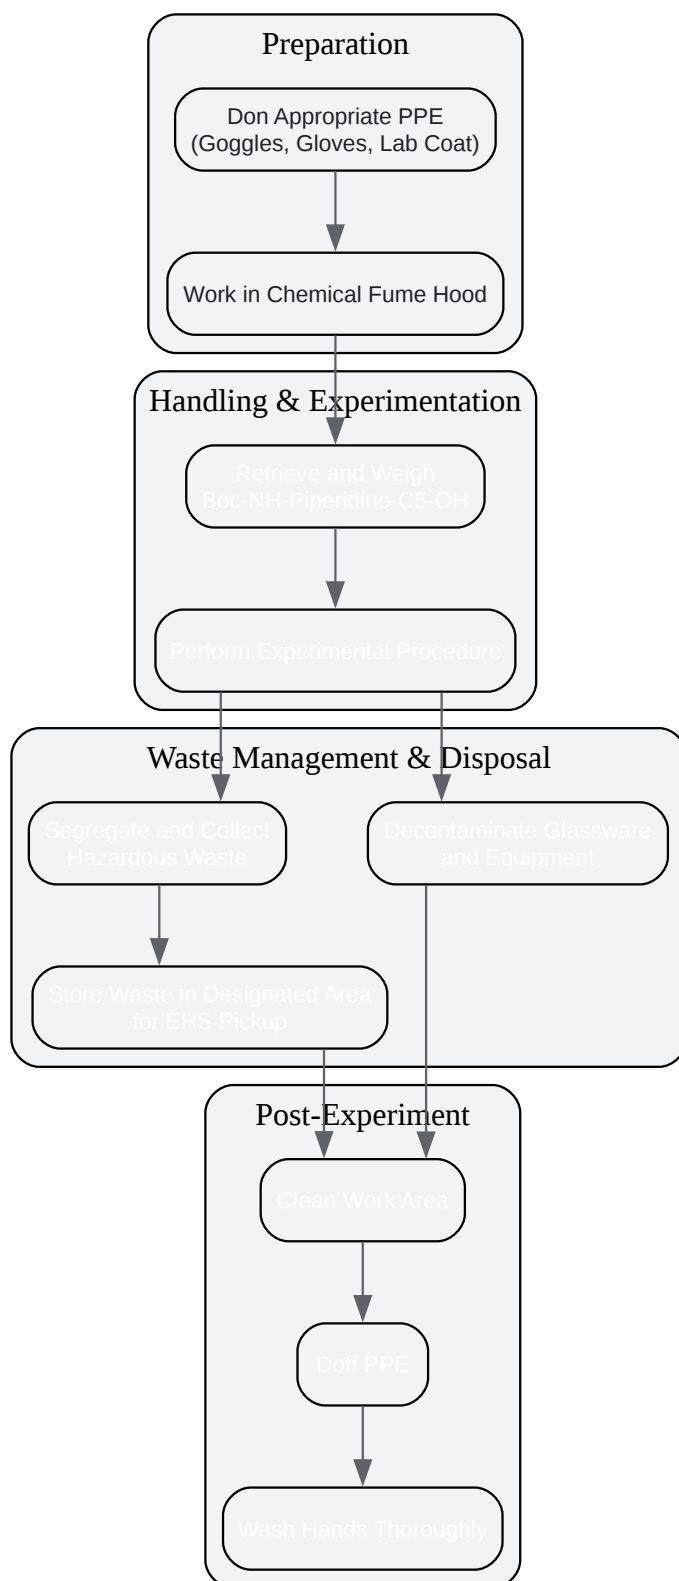 Preparation
Don Appropriate PPE
(Goggles, Gloves, Lab Coat)
Work in Chemical Fume Hood
Handling & Experimentation
Retrieve and Weigh
Boc-NH-Piperidine-C5-OH
Perform Experimental Procedure
Waste Management & Disposal
Segregate and Collect
Hazardous Waste
Decontaminate Glassware
and Equipment
Store Waste in Designated Area
for EHS Pickup
Post-Experiment
Clean Work Area
Doff PPE
Wash Hands Thoroughly